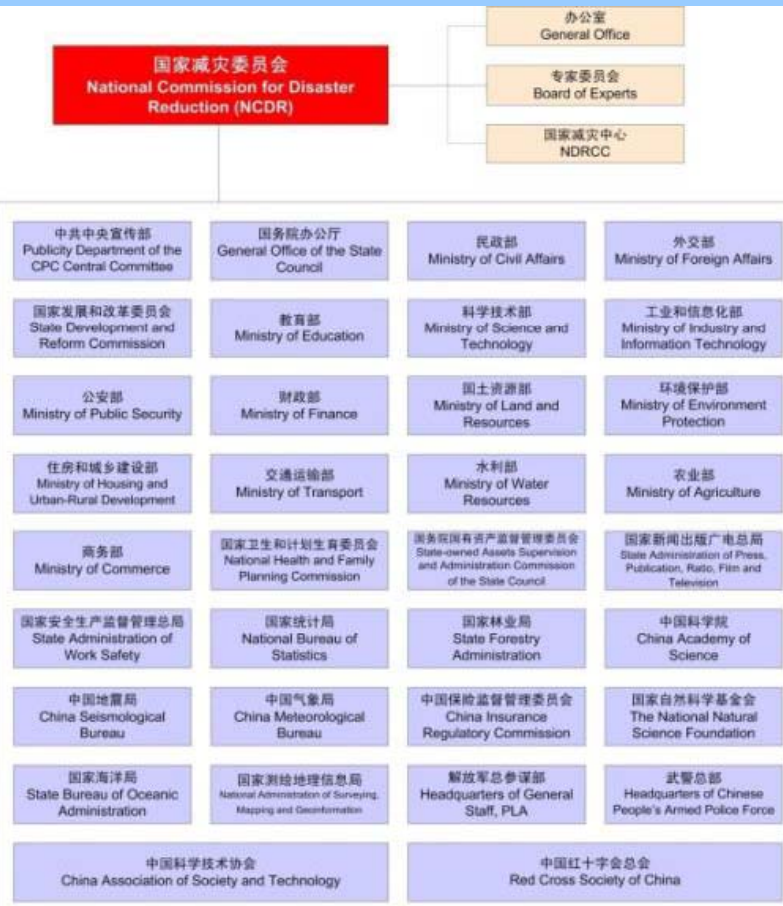 国家减灾委员会
National Commission for Disaster
Reduction (NCDR)
办公室
General Office
专家委员会
Board of Experts
国家减灾中心
NDRCC
中共中央宣传部
Publicity Department of the
CPC Central Committee
国务院办公厅
General Office of the State
Council
民政部
Ministry of Civil Affairs
外交部
Ministry of Foreign Affairs
国家发展和改革委员会
State Development and
Reform Commission
教育部
Ministry of Education
科学技术部
Ministry of Science and
Technology
工业和信息化部
Ministry of Industry and
Information Technology
公安部
Ministry of Public Security
财政部
Ministry of Finance
国土资源部
Ministry of Land and
Resources
环境保护部
Ministry of Environment
Protection
住房和城乡建设部
Ministry of Housing and
Urban-Rural Development
交通运输部
Ministry of Transport
水利部
Ministry of Water
Resources
农业部
Ministry of Agriculture
商务部
Ministry of Commerce
国家卫生和计划生育委员会
National Health and Family
Planning Commission
国务院国有资产监督管理委员会
State-owned Assets Supervision
and Administration Commission
of the State Council
国家新闻出版广电总局
State Administration of Press,
Publication, Ratio, Film and
Television
国家安全生产监督管理总局
State Administration of
Work Safety
国家统计局
National Bureau of
Statistics
国家林业局
State Forestry
Administration
中国科学院
China Academy of
Science
中国地震局
China Seismological
Bureau
中国气象局
China Meteorological
Bureau
中国保险监督管理委员会
China Insurance
Regulatory Commission
国家自然科学基金会
The National Natural
Science Foundation
国家海洋局
State Bureau of Oceanic
Administration
国家测绘地理信息局
National Administration of Surveying,
Mapping and Geoinformation
解放军总参谋部
Headquarters of General
Staff, PLA
武警总部
Headquarters of Chinese
People's Armed Police Force
中国科学技术协会
China Association of Society and Technology
中国红十字会总会
Red Cross Society of China